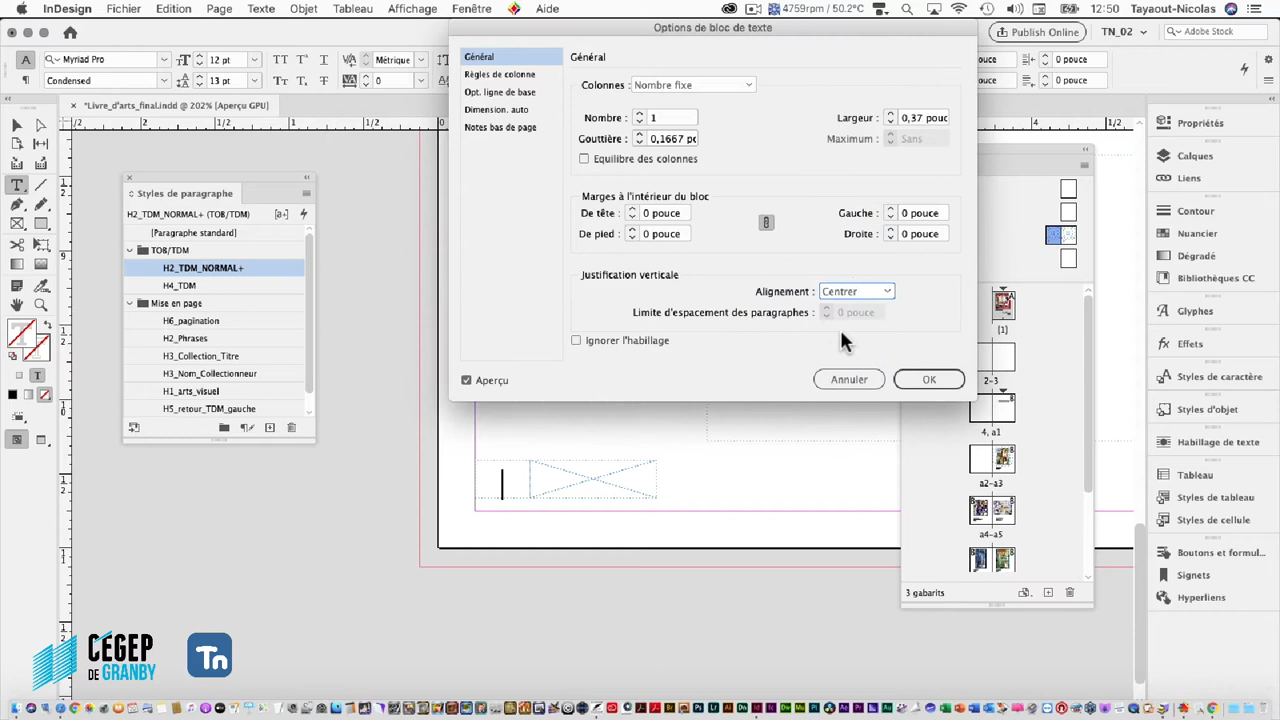 InDesign Fichier Edition Page Texte Objet Tableau Affichage Fenêtre Aide 4759rpm / 50.2°C 12:50 Tayaout-Nicolas
Options de bloc de texte
Publish Online TN_02 Adobe Stock
Myriad Pro 12 pt Métrique
Condensed 13 pt 0
0 pouce
0 pouce
*Livre_d'arts_final.indd @ 202% [Aperçu GPU]
Général
Règles de colonne
Opt. ligne de base
Dimension. auto
Notes bas de page
Général
Colonnes : Nombre fixe
Nombre : 1 Largeur : 0,37 pouc
Gouttière : 0,1667 pc Maximum : Sans
Equilibre des colonnes
Marges à l'intérieur du bloc
De tête : 0 pouce Gauche : 0 pouce
De pied : 0 pouce Droite : 0 pouce
Justification verticale
Alignement : Centrer
Limite d'espacement des paragraphes : 0 pouce
Ignorer l'habillage
Aperçu
Annuler OK
Styles de paragraphe
H2_TDM_NORMAL+ (TOB/TDM)
[Paragraphe standard]
TOB/TDM
H2_TDM_NORMAL+
H4_TDM
Mise en page
H6_pagination
H2_Phrases
H3_Collection_Titre
H3_Nom_Collectionneur
H1_arts_visuel
H5_retour_TDM_gauche
[1]
2-3
4, a1
a2-a3
a4-a5
3 gabarits
Propriétés
Calques
Liens
Contour
Nuancier
Dégradé
Bibliothèques CC
Glyphes
Effets
Styles de caractère
Styles d'objet
Habillage de texte
Tableau
Styles de tableau
Styles de cellule
Boutons et formul...
Signets
Hyperliens
CÉGEP
DE GRANBY
Tn